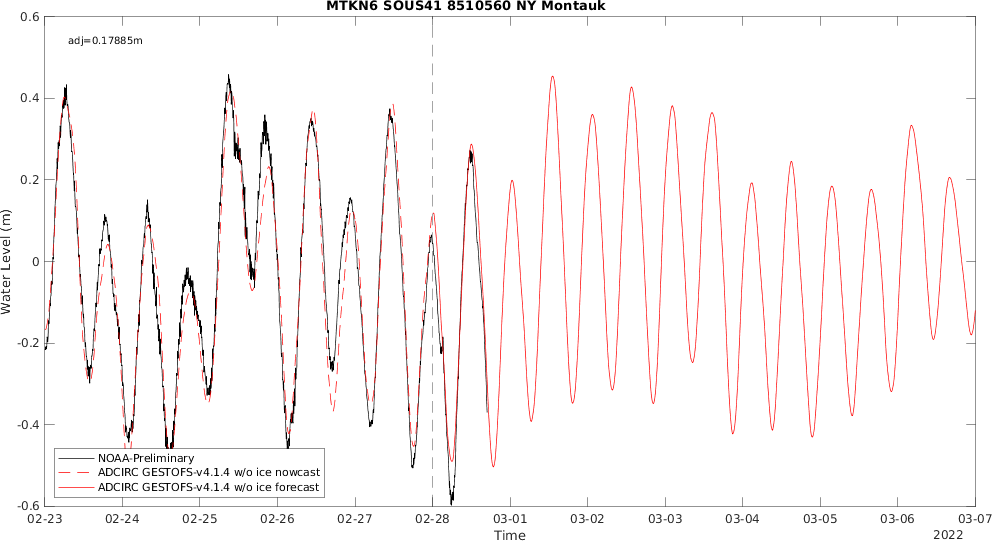 MTKN6 SOUS41 8510560 NY Montauk
adj=0.17885m
0.6
0.4
0.2
0
-0.2
-0.4
-0.6
Water Level (m)
NOAA-Preliminary
ADCIRC GESTOFS-v4.1.4 w/o ice nowcast
ADCIRC GESTOFS-v4.1.4 w/o ice forecast
02-23 02-24 02-25 02-26 02-27 02-28 03-01 03-02 03-03 03-04 03-05 03-06 03-07
Time
2022